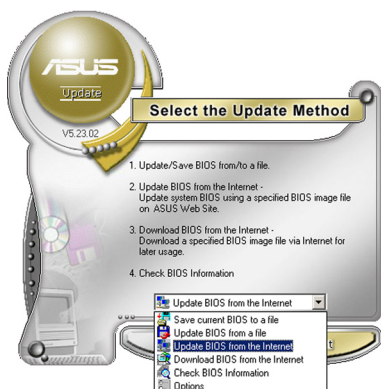 ASUS
Update
V5.23.02
Select the Update Method
1. Update/Save BIOS from/to a file.
2. Update BIOS from the Internet -
Update system BIOS using a specified BIOS image file
on ASUS Web Site.
3. Download BIOS from the Internet -
Download a specified BIOS image file via Internet for
later usage.
4. Check BIOS Information
Update BIOS from the Internet
Save current BIOS to a file
Update BIOS from a file
Update BIOS from the Internet
Download BIOS from the Internet
Check BIOS Information
Options